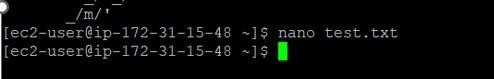 _/m/'
[ec2-user@ip-172-31-15-48 ~]$ nano test.txt
[ec2-user@ip-172-31-15-48 ~]$